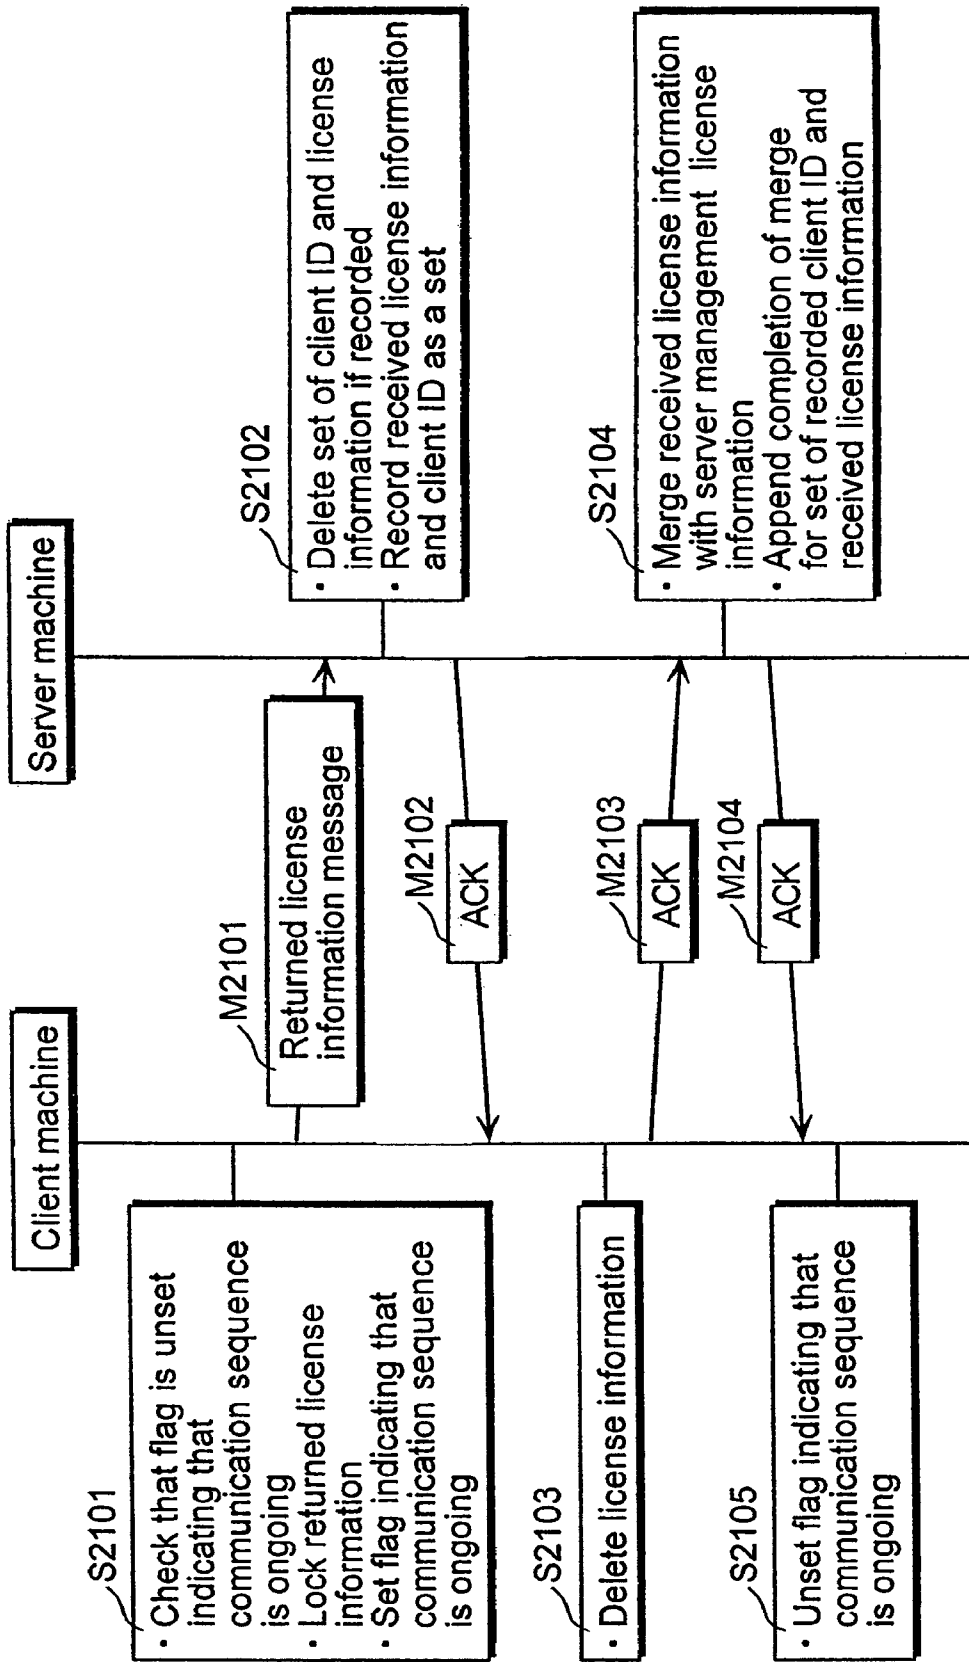 Client machine
Server machine
S2101
• Check that flag is unset
indicating that
communication sequence
is ongoing
• Lock returned license
information
• Set flag indicating that
communication sequence
is ongoing
M2101
Returned license
information message
S2102
• Delete set of client ID and license
information if recorded
• Record received license information
and client ID as a set
M2102
ACK
S2103
• Delete license information
M2103
ACK
S2104
• Merge received license information
with server management license
information
• Append completion of merge
for set of recorded client ID and
received license information
M2104
ACK
S2105
• Unset flag indicating that
communication sequence
is ongoing